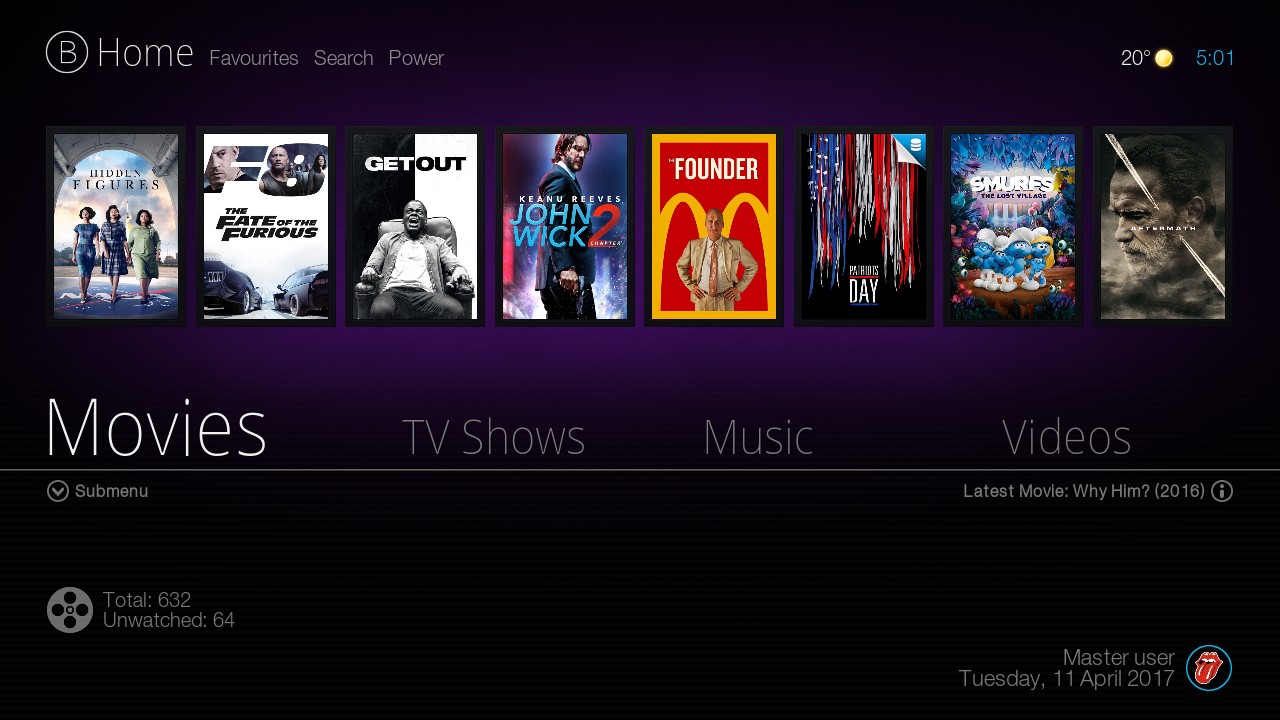 B Home Favourites Search Power
20° 5:01
HIDDEN
FIGURES
F8
THE
FATE OF THE
FURIOUS
GET OUT
KEANU REEVES
JOHN
WICK 2
CHAPTER
THE
FOUNDER
PATRIOTS
DAY
SMURFS
THE LOST VILLAGE
AFTERMATH
Movies TV Shows Music Videos
Submenu
Latest Movie: Why Him? (2016)
Total: 632
Unwatched: 64
Master user
Tuesday, 11 April 2017